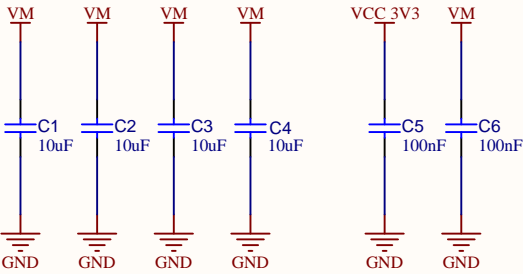 VM VM VM VM VCC 3V3 VM
C1 C2 C3 C4 C5 C6
10uF 10uF 10uF 10uF 100nF 100nF
GND GND GND GND GND GND